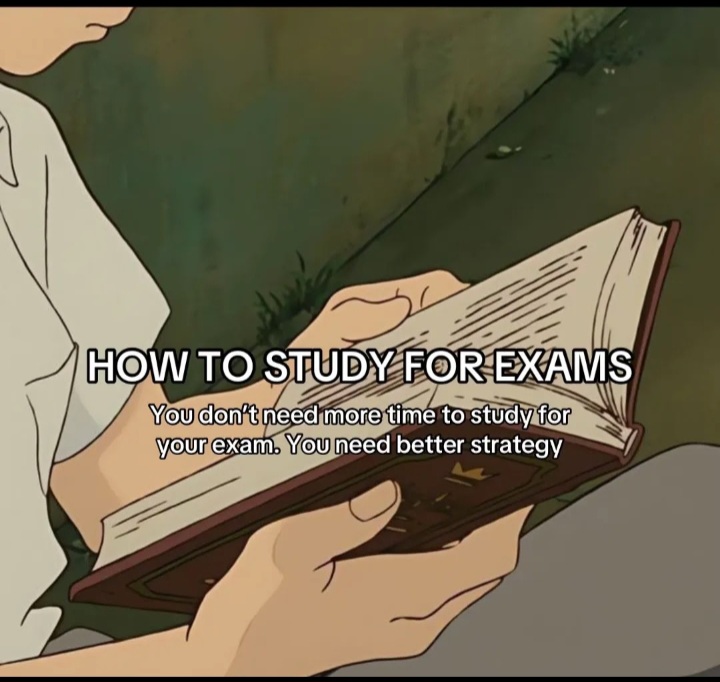 HOW TO STUDY FOR EXAMS
You don't need more time to study for
your exam. You need better strategy